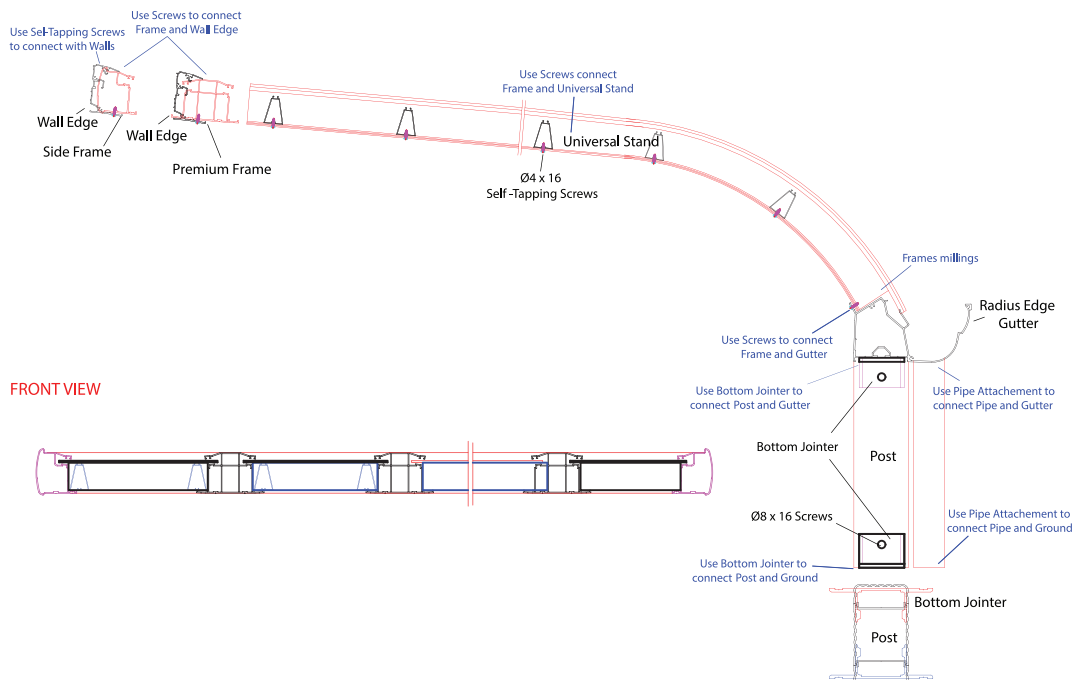 Use Screws to connect
Frame and Wall Edge
Use Sel-Tapping Screws
to connect with Walls
Wall Edge
Side Frame
Wall Edge
Premium Frame
Use Screws connect
Frame and Universal Stand
Universal Stand
Ø4 x 16
Self -Tapping Screws
Frames millings
Radius Edge
Gutter
Use Screws to connect
Frame and Gutter
FRONT VIEW
Use Bottom Jointer to
connect Post and Gutter
Use Pipe Attachement to
connect Pipe and Gutter
Bottom Jointer
Post
Ø8 x 16 Screws
Use Pipe Attachement to
connect Pipe and Ground
Use Bottom Jointer to
connect Post and Ground
Bottom Jointer
Post